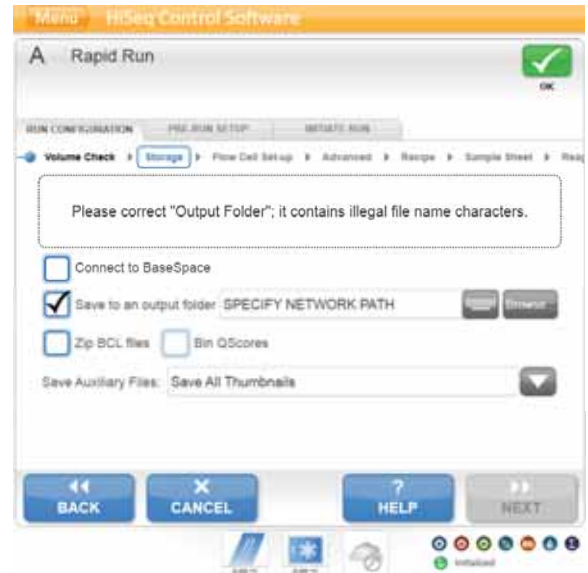 Menu HiSeq Control Software
A Rapid Run
OK
RUN CONFIGURATION PRE-RUN SETUP INITIATE RUN
Volume Check Storage Flow Cell Set-up Advanced Recipe Sample Sheet Reag
Please correct "Output Folder"; it contains illegal file name characters.
Connect to BaseSpace
Save to an output folder SPECIFY NETWORK PATH Browse
Zip BCL files Bin QScores
Save Auxiliary Files: Save All Thumbnails
BACK CANCEL ? HELP NEXT
Initialized